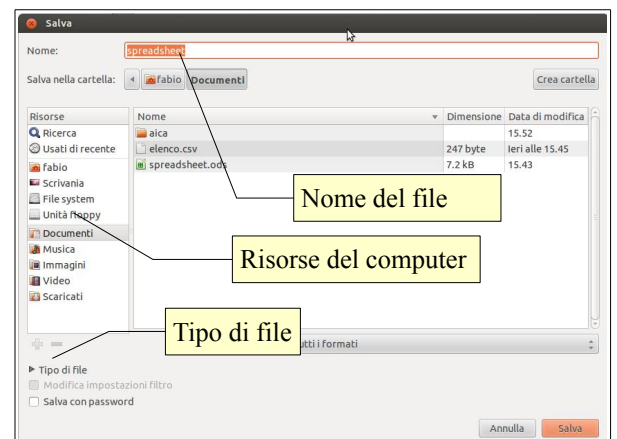 Salva
Nome: spreadsheet
Salva nella cartella: fabio Documenti Crea cartella
Risorse Nome Dimensione Data di modifica
Ricerca aica 15.52
Usati di recente elenco.csv 247 byte Ieri alle 15.45
fabio spreadsheet.ods 7.2 kB 15.43
Scrivania
File system
Nome del file
Unità floppy
Documenti
Musica
Risorse del computer
Immagini
Video
Scaricati
Tipo di file
i formati
Tipo di file
Modifica impostazioni filtro
Salva con password
Annulla Salva